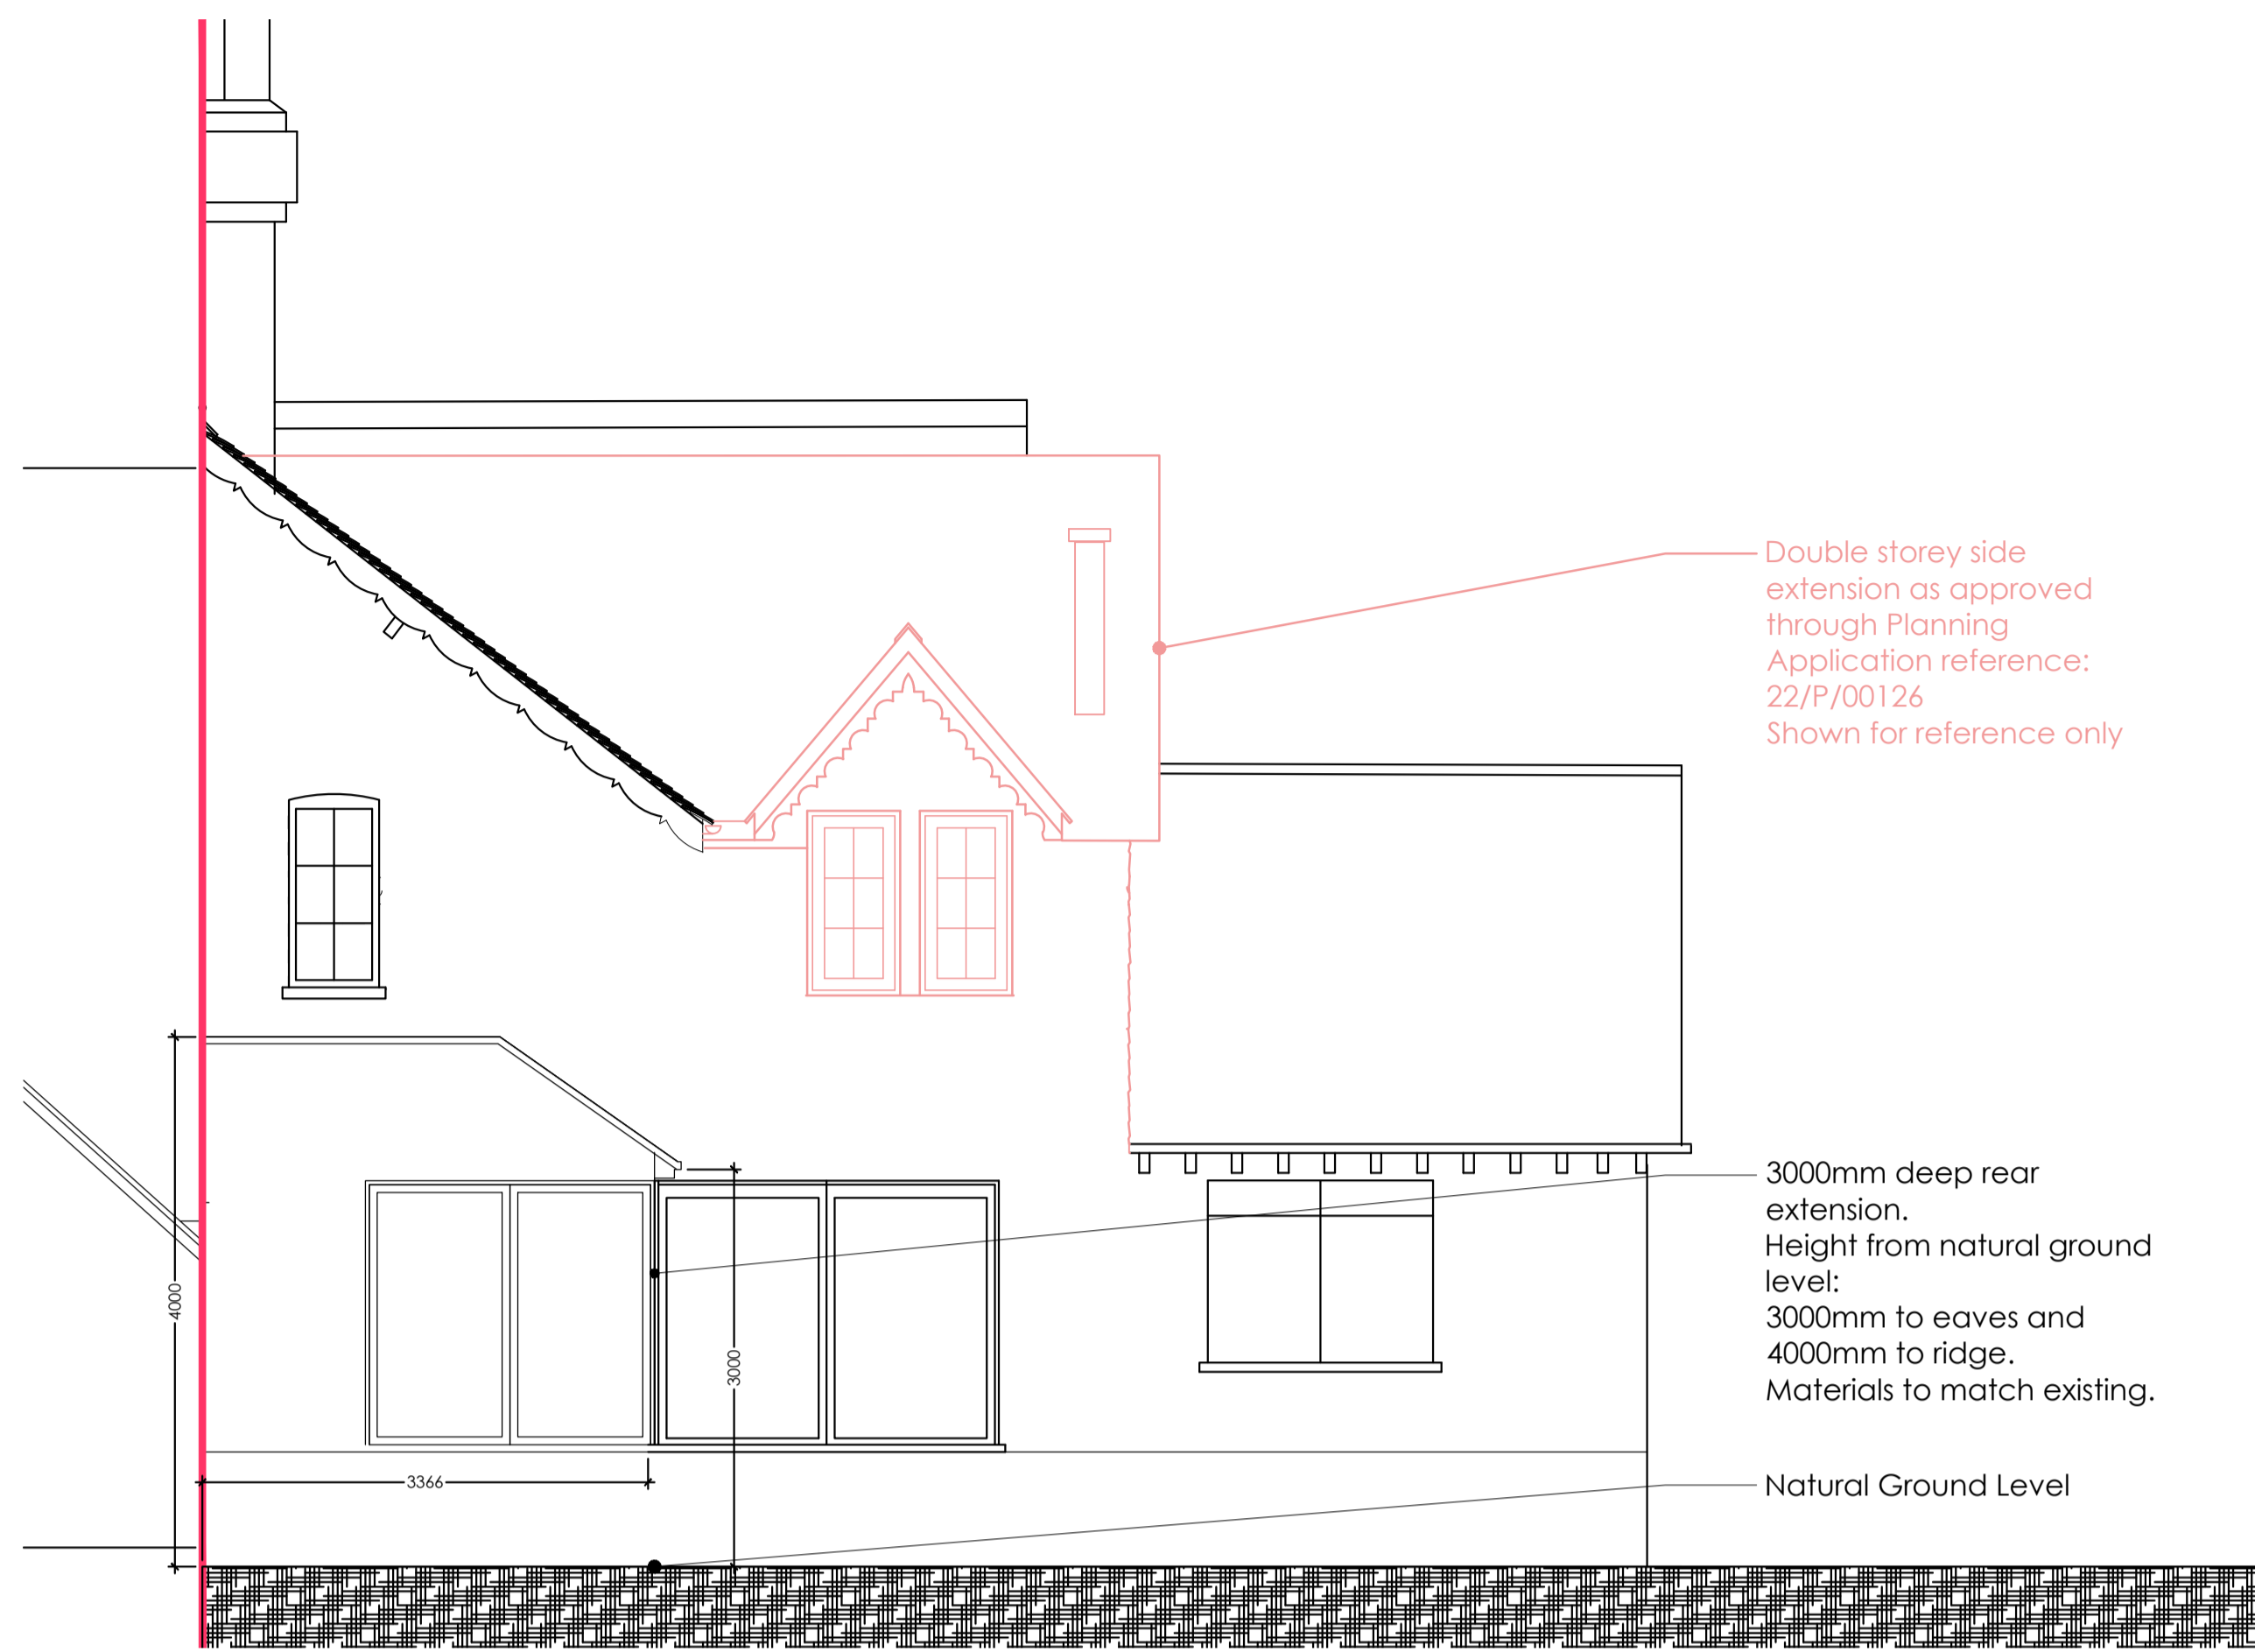 Double storey side
extension as approved
through Planning
Application reference:
22/P/00126
Shown for reference only
3000mm deep rear
extension.
Height from natural ground
level:
3000mm to eaves and
4000mm to ridge.
Materials to match existing.
Natural Ground Level
4000
3000
3366